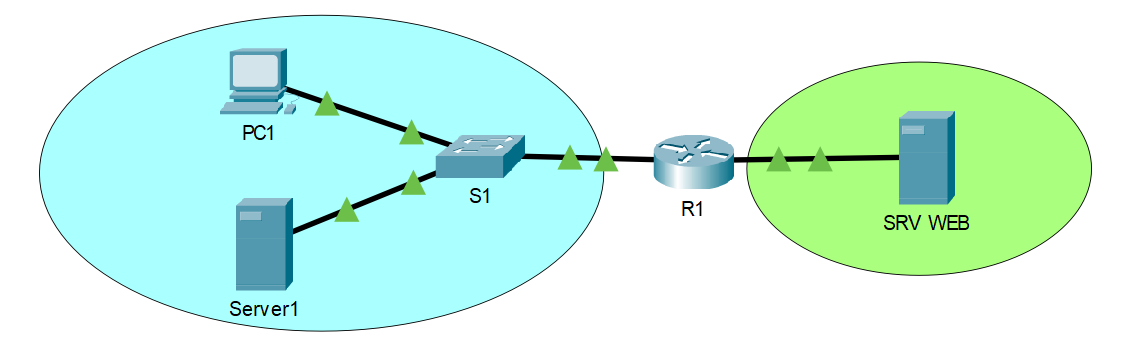 PC1
S1
R1
SRV WEB
Server1